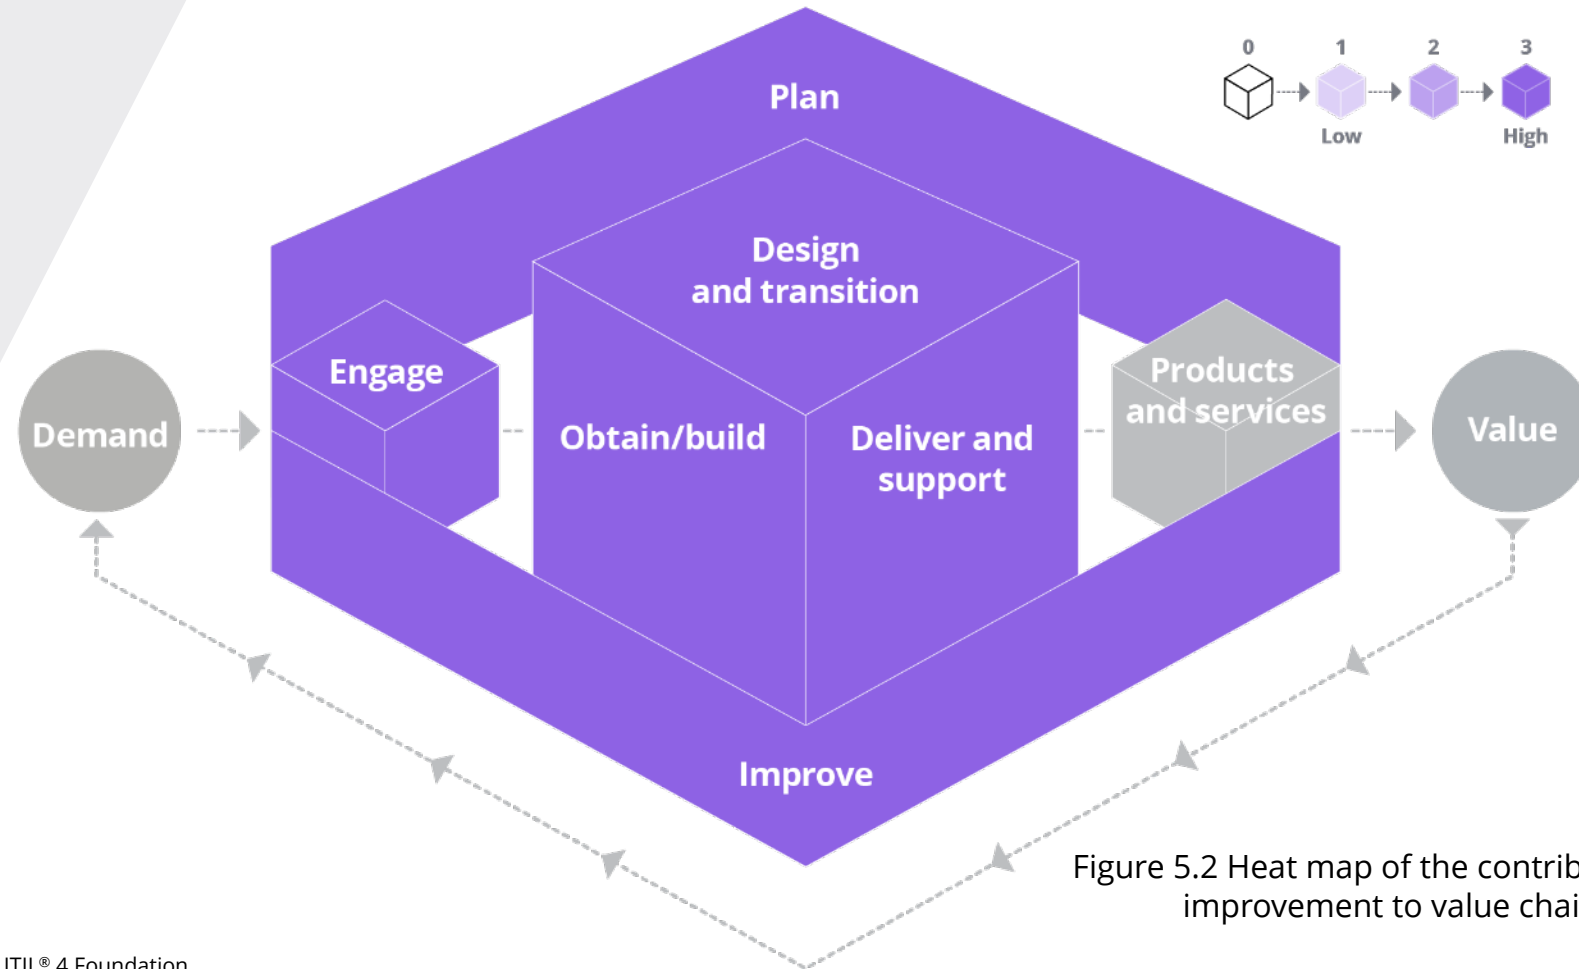 0 1 2 3
Low High
Plan
Design
and transition
Engage
Products
and services
Demand
Obtain/build
Deliver and
support
Value
Improve
Figure 5.2 Heat map of the contrib
improvement to value chai
ITIL® 4 Foundation